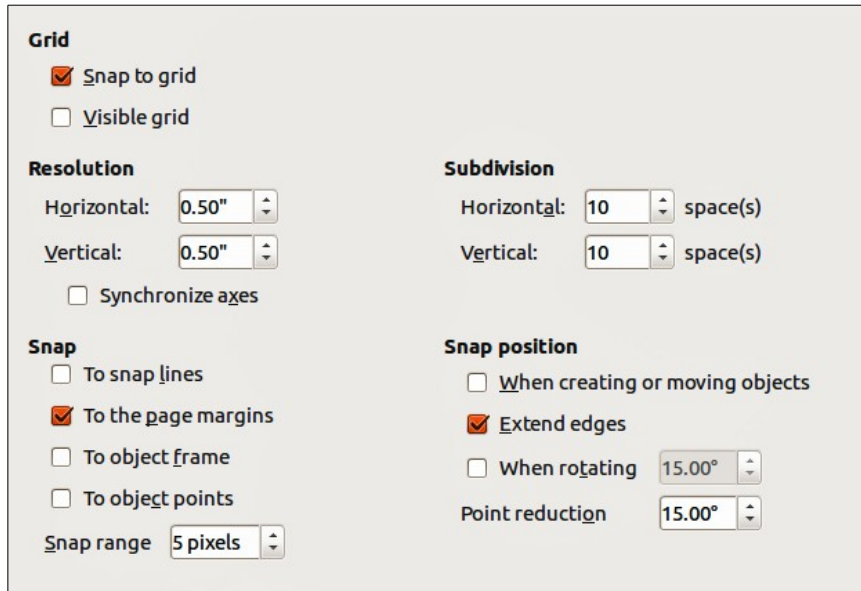 Grid
Snap to grid
Visible grid
Resolution
Horizontal: 0.50"
Vertical: 0.50"
Synchronize axes
Subdivision
Horizontal: 10 space(s)
Vertical: 10 space(s)
Snap
To snap lines
To the page margins
To object frame
To object points
Snap range 5 pixels
Snap position
When creating or moving objects
Extend edges
When rotating 15.00°
Point reduction 15.00°